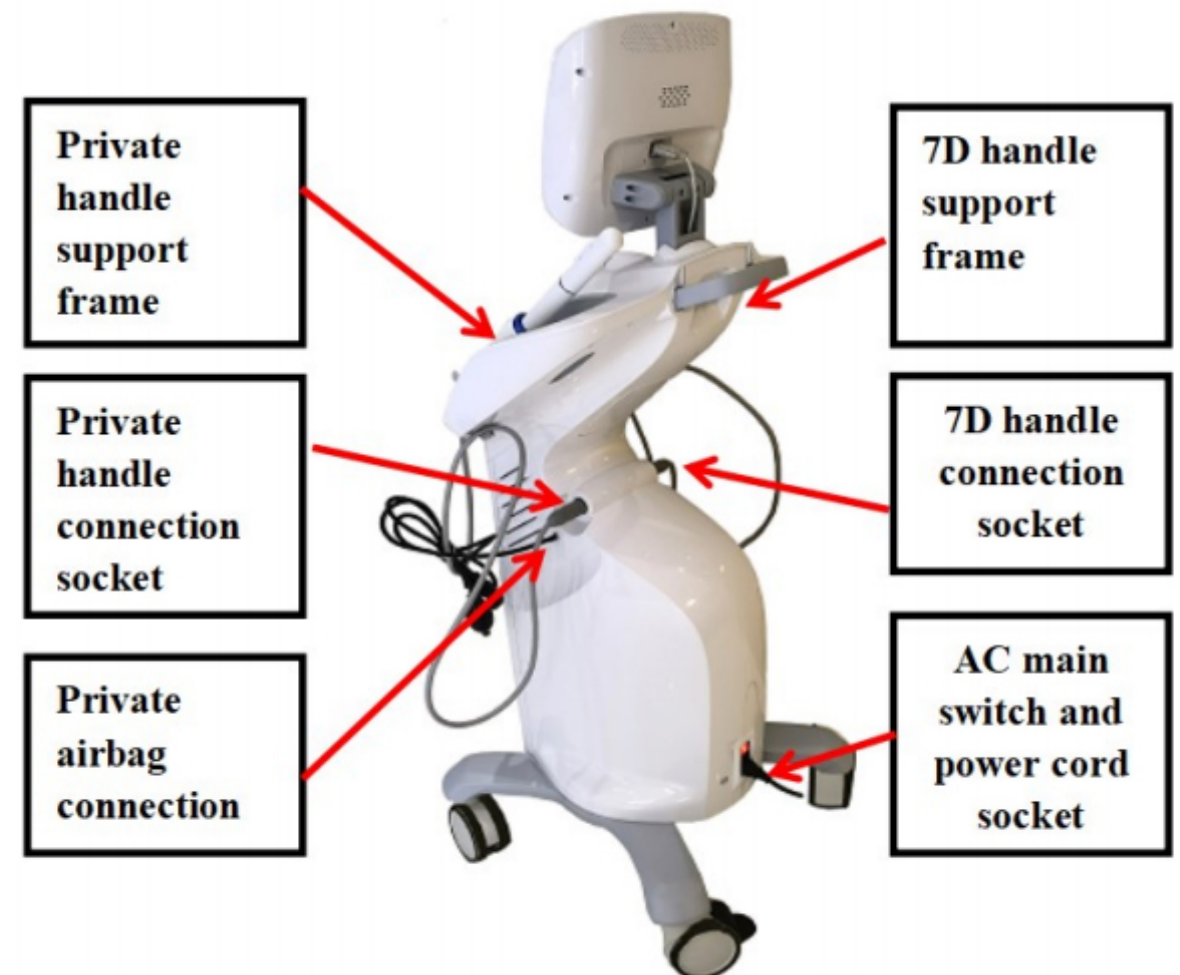 Private
handle
support
frame
Private
handle
connection
socket
Private
airbag
connection
7D handle
support
frame
7D handle
connection
socket
AC main
switch and
power cord
socket